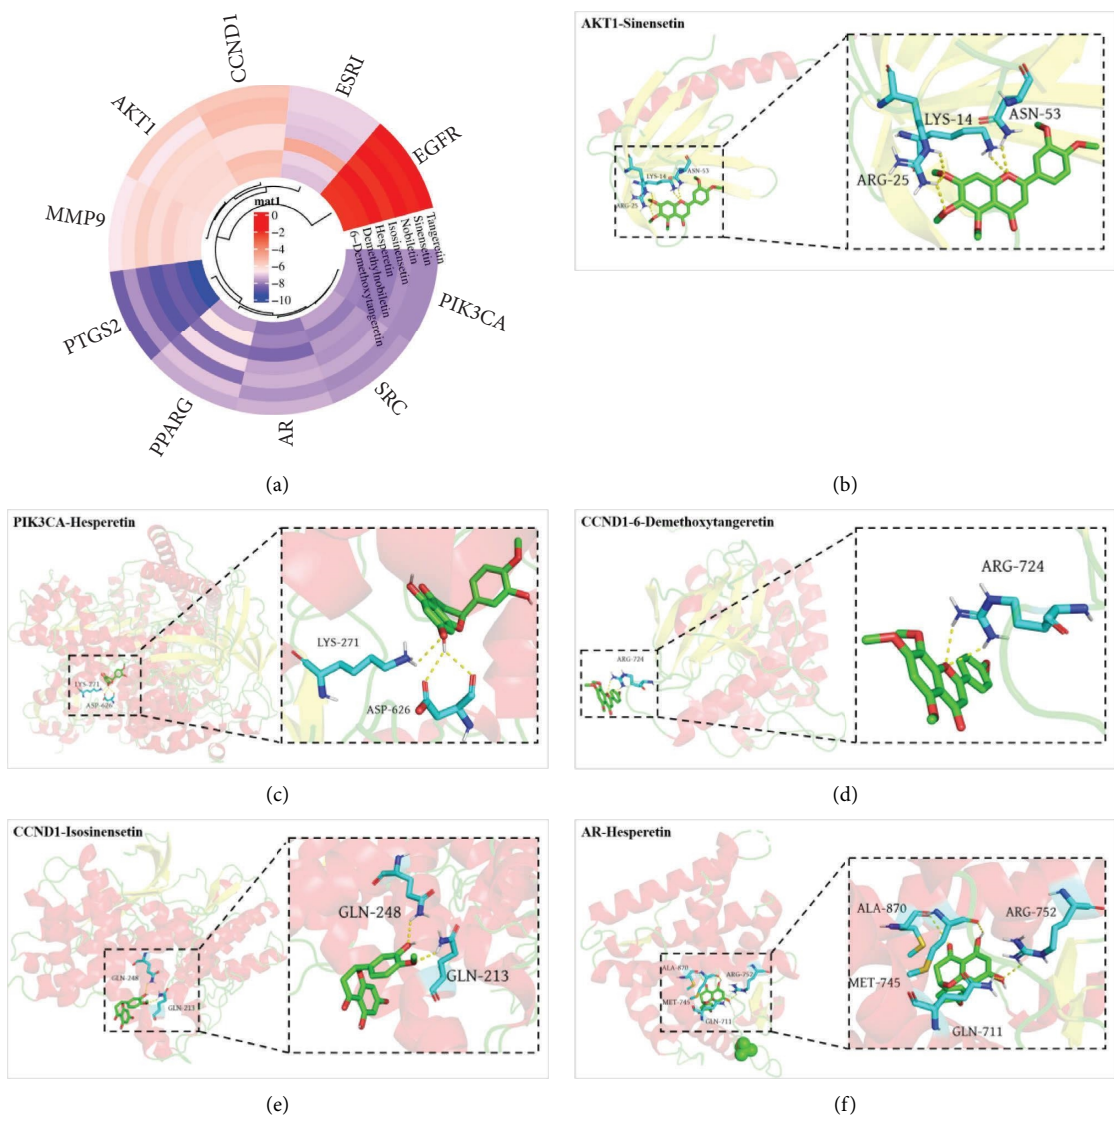 CCND1
ESRI
AKT1
EGFR
MMP9
mat1
0
−2
−4
−6
−8
−10
Tangeretin
Sinensetin
Nobiletin
Isosinensetin
Hesperetin
Demethylnobiletin
6-Demethoxytangeretin
PIK3CA
PTGS2
SRC
PPARG
AR
(a)
AKT1-Sinensetin
LYS-14
ASN-53
ARG-25
LYS-14
ASN-53
ARG-25
(b)
PIK3CA-Hesperetin
LYS-271
ASP-626
LYS-271
ASP-626
(c)
CCND1-6-Demethoxytangeretin
ARG-724
ARG-724
(d)
CCND1-Isosinensetin
GLN-248
GLN-213
GLN-248
GLN-213
(e)
AR-Hesperetin
ALA-870
ARG-752
MET-745
GLN-711
ALA-870
ARG-752
MET-745
GLN-711
(f)